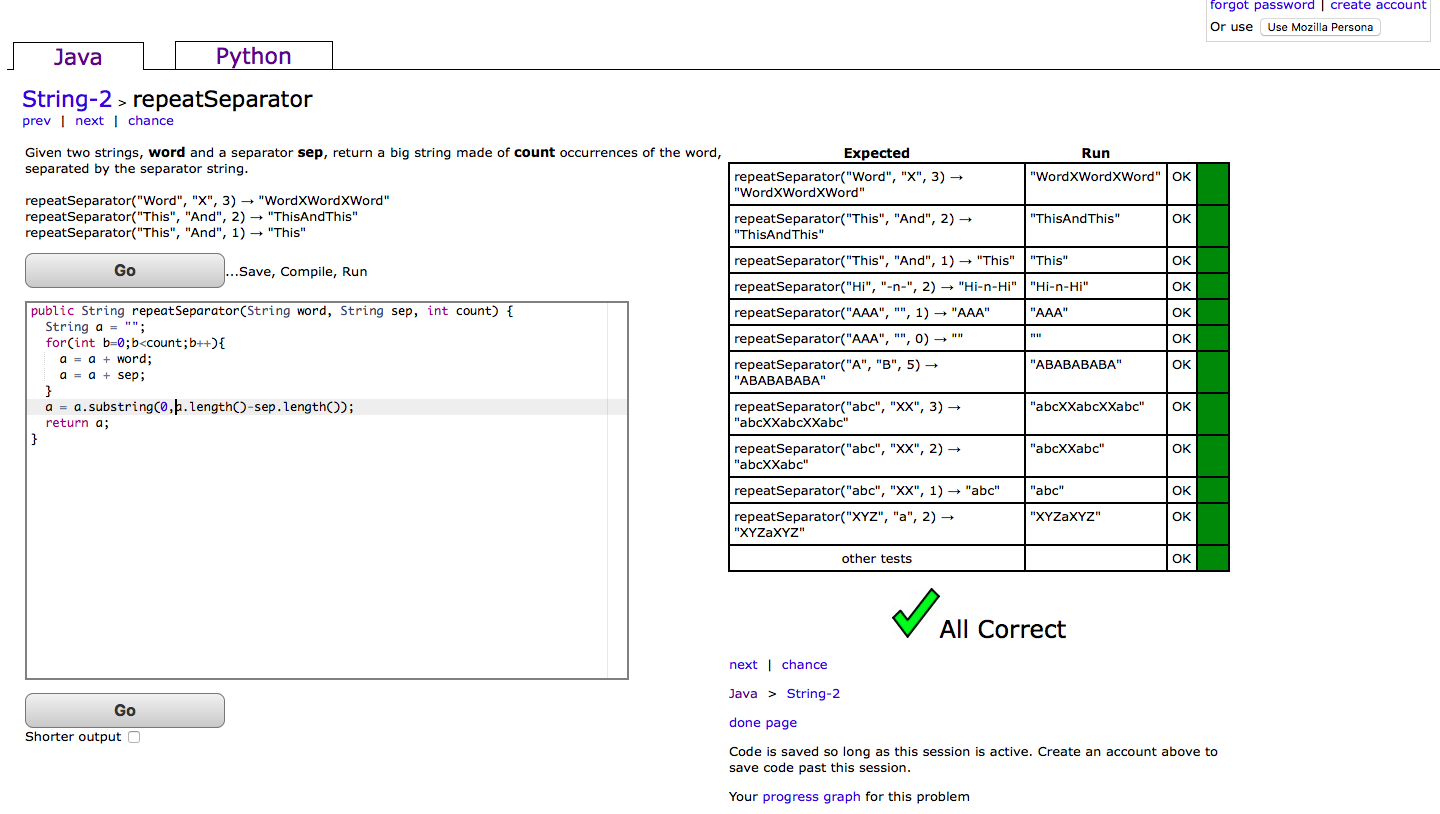 forgot password | create account
Or use Use Mozilla Persona
Java
Python
String-2 > repeatSeparator
prev | next | chance
Given two strings, word and a separator sep, return a big string made of count occurrences of the word,
separated by the separator string.
repeatSeparator("Word", "X", 3) → "WordXWordXWord"
repeatSeparator("This", "And", 2) → "ThisAndThis"
repeatSeparator("This", "And", 1) → "This"
Go
...Save, Compile, Run
public String repeatSeparator(String word, String sep, int count) {
  String a = "";
  for(int b=0;b<count;b++){
    a = a + word;
    a = a + sep;
  }
  a = a.substring(0,a.length()-sep.length());
  return a;
}
Go
Shorter output
Expected Run
repeatSeparator("Word", "X", 3) → "WordXWordXWord" OK
"WordXWordXWord"
repeatSeparator("This", "And", 2) → "ThisAndThis" OK
"ThisAndThis"
repeatSeparator("This", "And", 1) → "This" "This" OK
repeatSeparator("Hi", "-n-", 2) → "Hi-n-Hi" "Hi-n-Hi" OK
repeatSeparator("AAA", "", 1) → "AAA" "AAA" OK
repeatSeparator("AAA", "", 0) → "" "" OK
repeatSeparator("A", "B", 5) → "ABABABABA" OK
"ABABABABA"
repeatSeparator("abc", "XX", 3) → "abcXXabcXXabc" OK
"abcXXabcXXabc"
repeatSeparator("abc", "XX", 2) → "abcXXabc" OK
"abcXXabc"
repeatSeparator("abc", "XX", 1) → "abc" "abc" OK
repeatSeparator("XYZ", "a", 2) → "XYZaXYZ" OK
"XYZaXYZ"
other tests OK
All Correct
next | chance
Java > String-2
done page
Code is saved so long as this session is active. Create an account above to
save code past this session.
Your progress graph for this problem